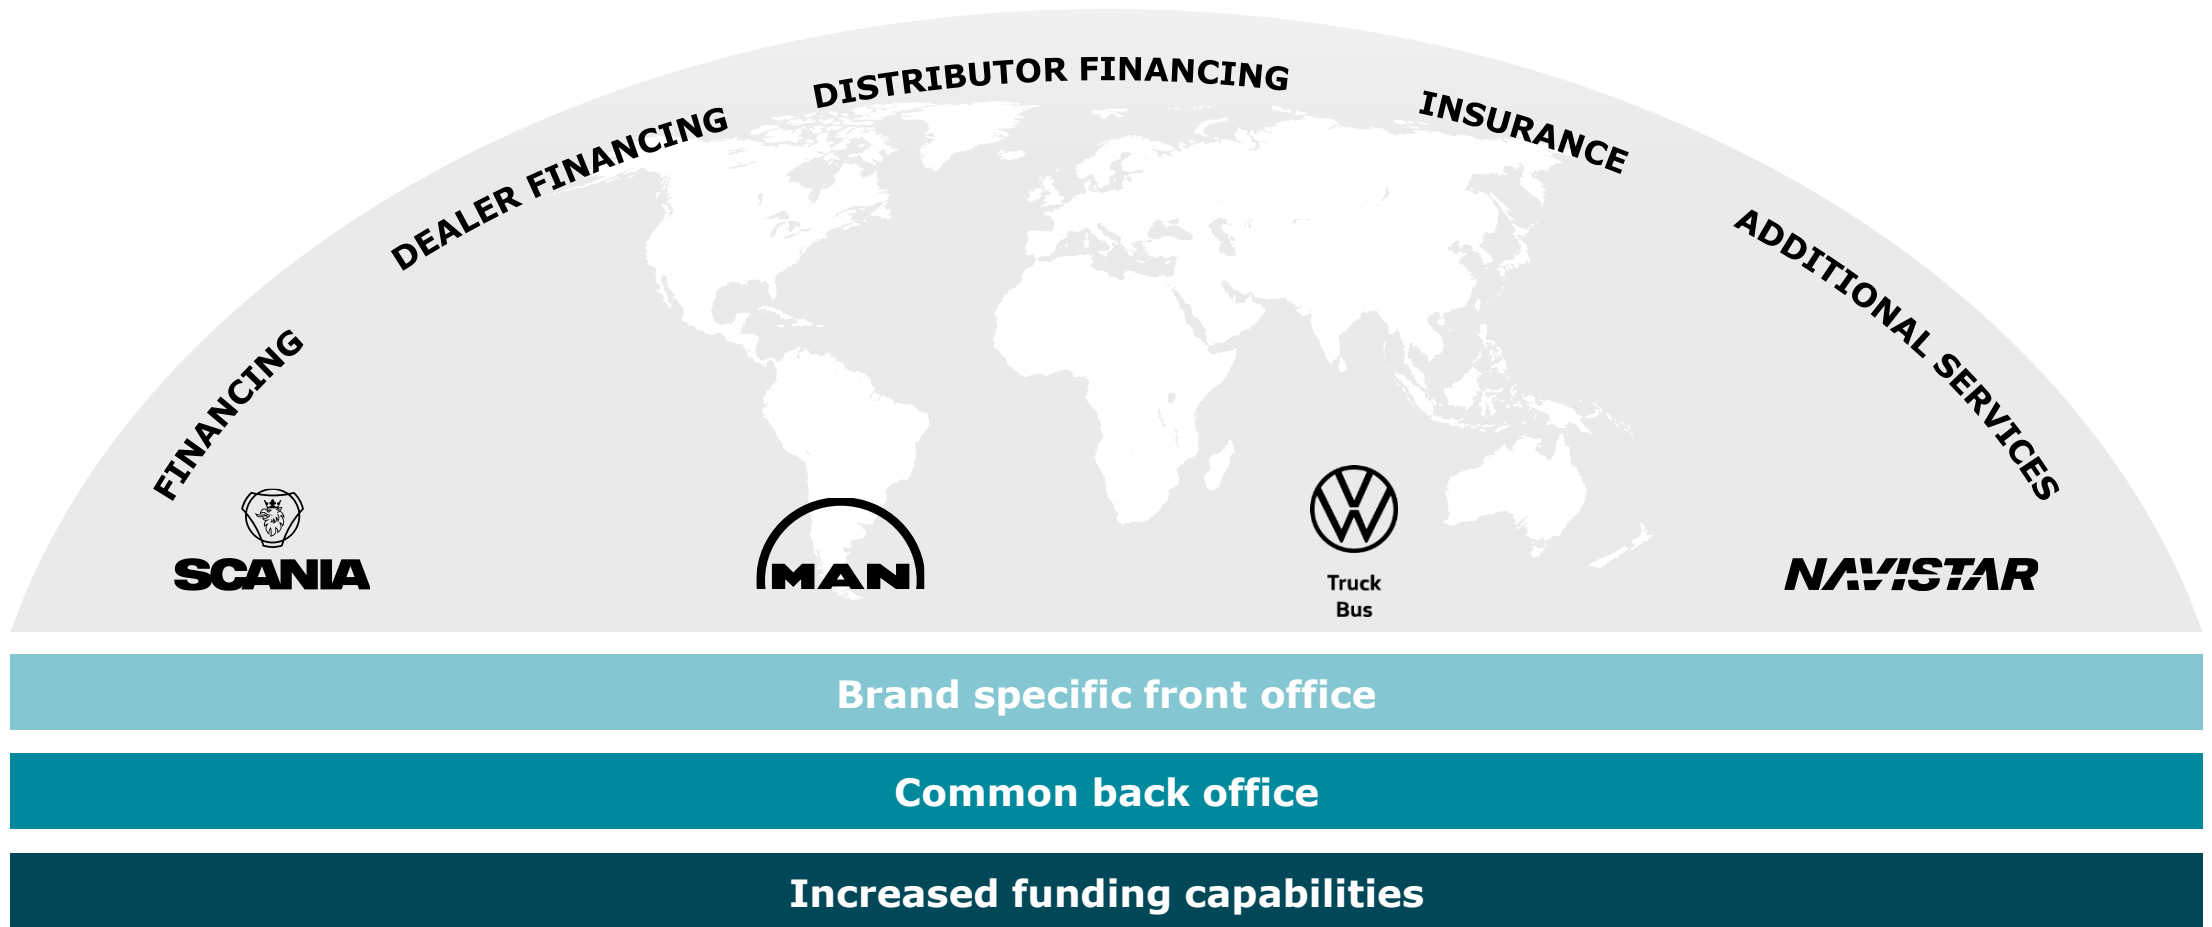 FINANCING
DEALER FINANCING
DISTRIBUTOR FINANCING
INSURANCE
ADDITIONAL SERVICES
SCANIA
MAN
Truck
Bus
NAVISTAR
Brand specific front office
Common back office
Increased funding capabilities